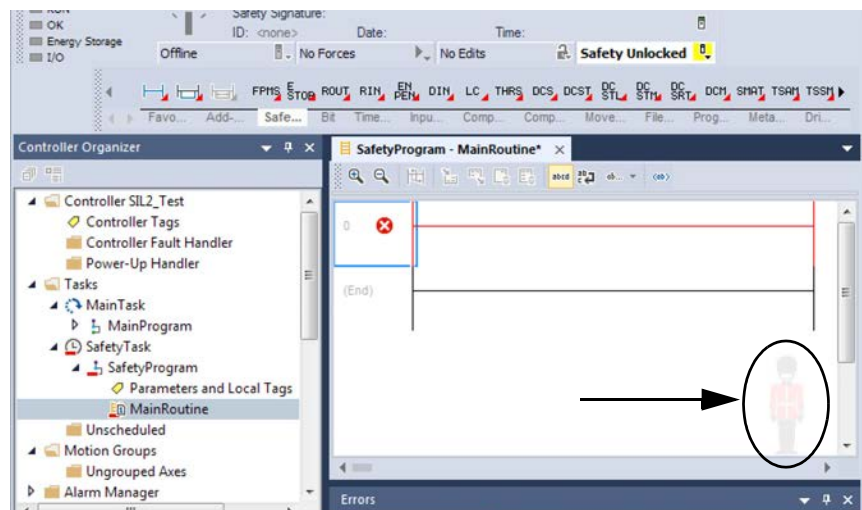 RUN
OK
Energy Storage
I/O
Safety Signature:
ID: <none> Date: Time:
Offline No Forces No Edits Safety Unlocked
FPMS ESTOP ROUT RIN ENPEN DIN LC THRS DCS DCST DCSTL DCSTM DCSRT DCM SMAT TSAM TSSM
Favo... Add-... Safe... Bit Time... Inpu... Comp... Comp... Move... File... Prog... Meta... Dri...
Controller Organizer
SafetyProgram - MainRoutine*
abcd ab... <ab>
Controller SIL2_Test
Controller Tags
Controller Fault Handler
Power-Up Handler
Tasks
MainTask
MainProgram
SafetyTask
SafetyProgram
Parameters and Local Tags
MainRoutine
Unscheduled
Motion Groups
Ungrouped Axes
Alarm Manager
0
(End)
Errors